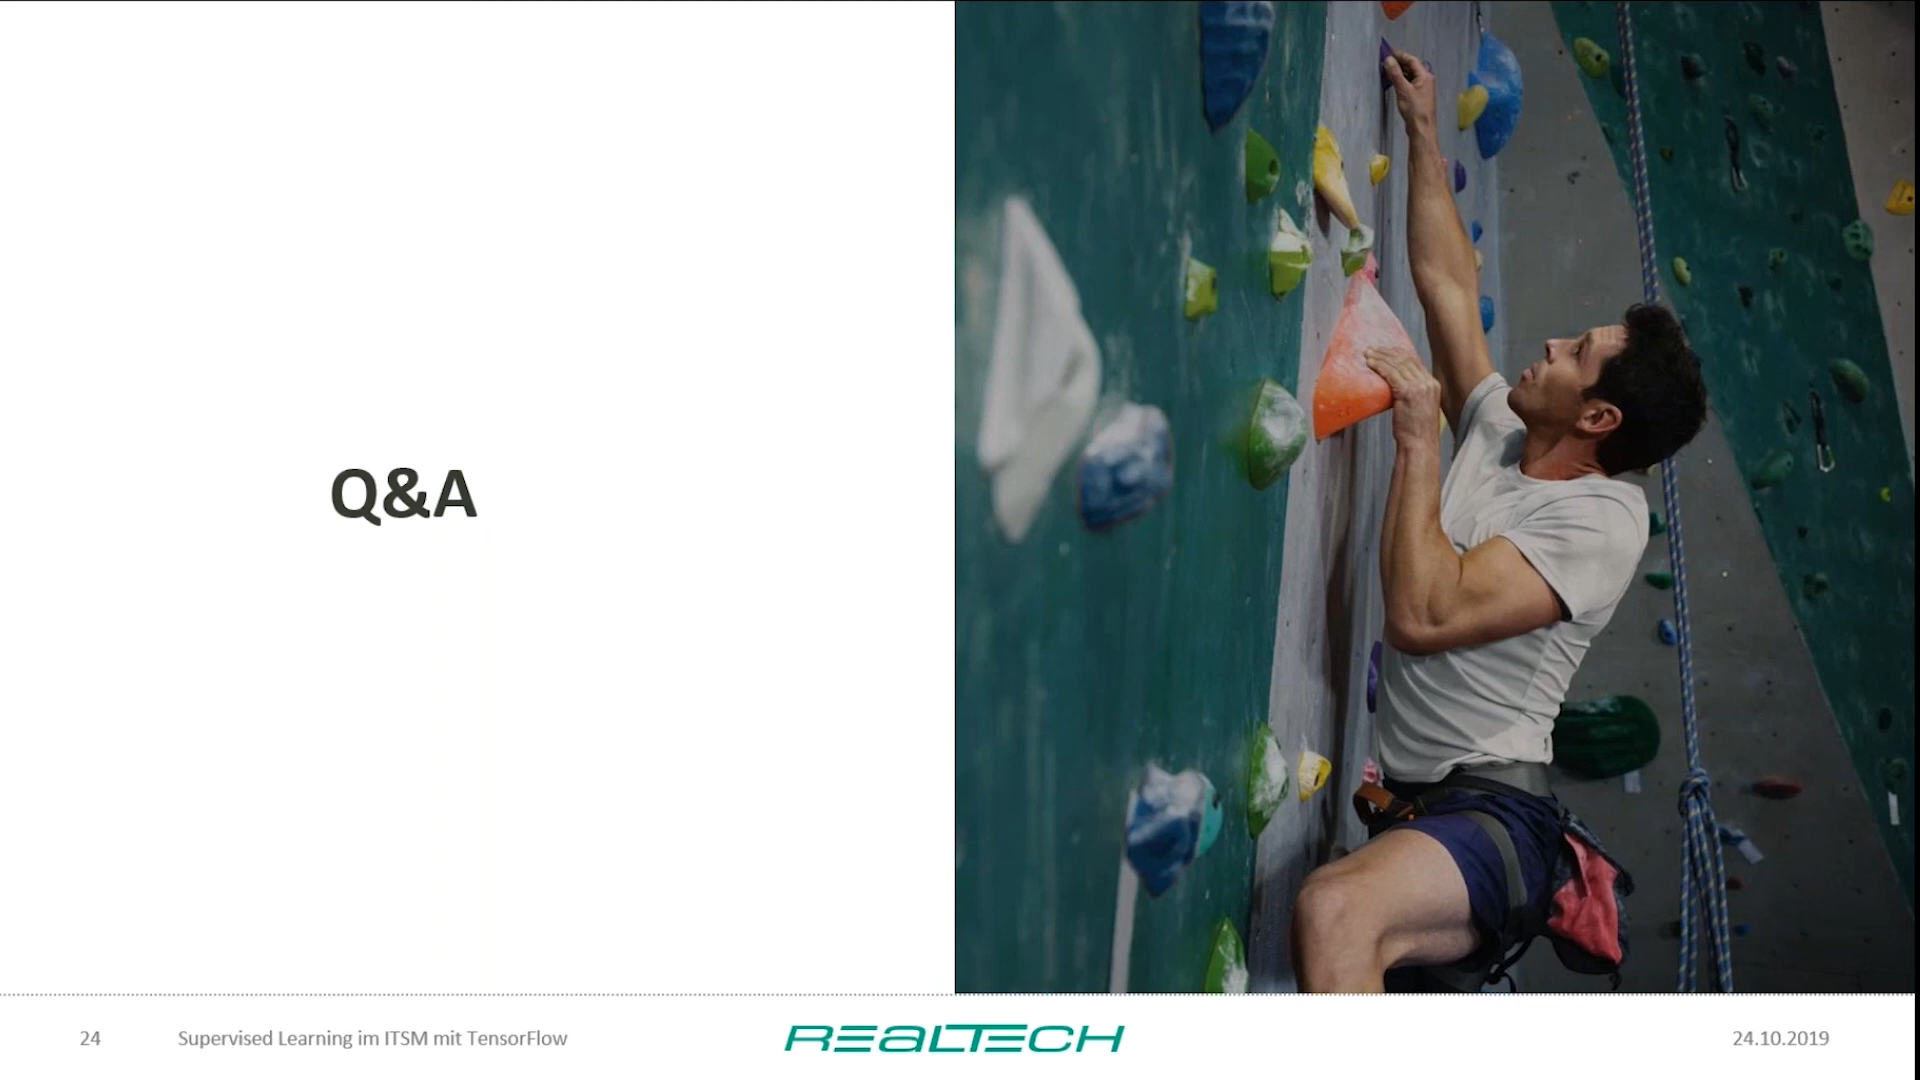 Q&A
24
Supervised Learning im ITSM mit TensorFlow
REALTECH
24.10.2019